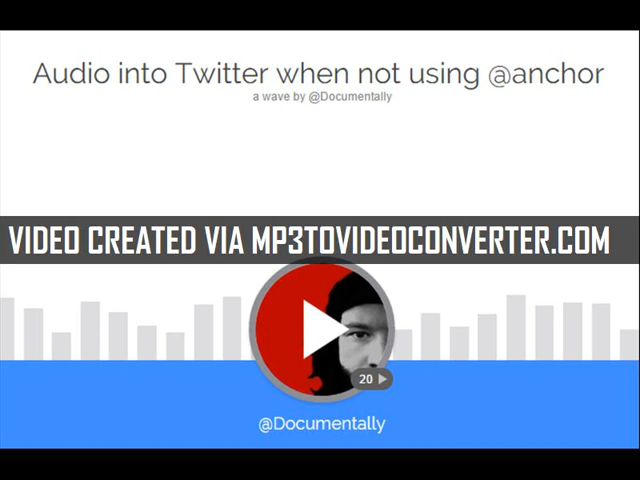 Audio into Twitter when not using @anchor
a wave by @Documentally
VIDEO CREATED VIA MP3TOVIDEOCONVERTER.COM
20
@Documentally